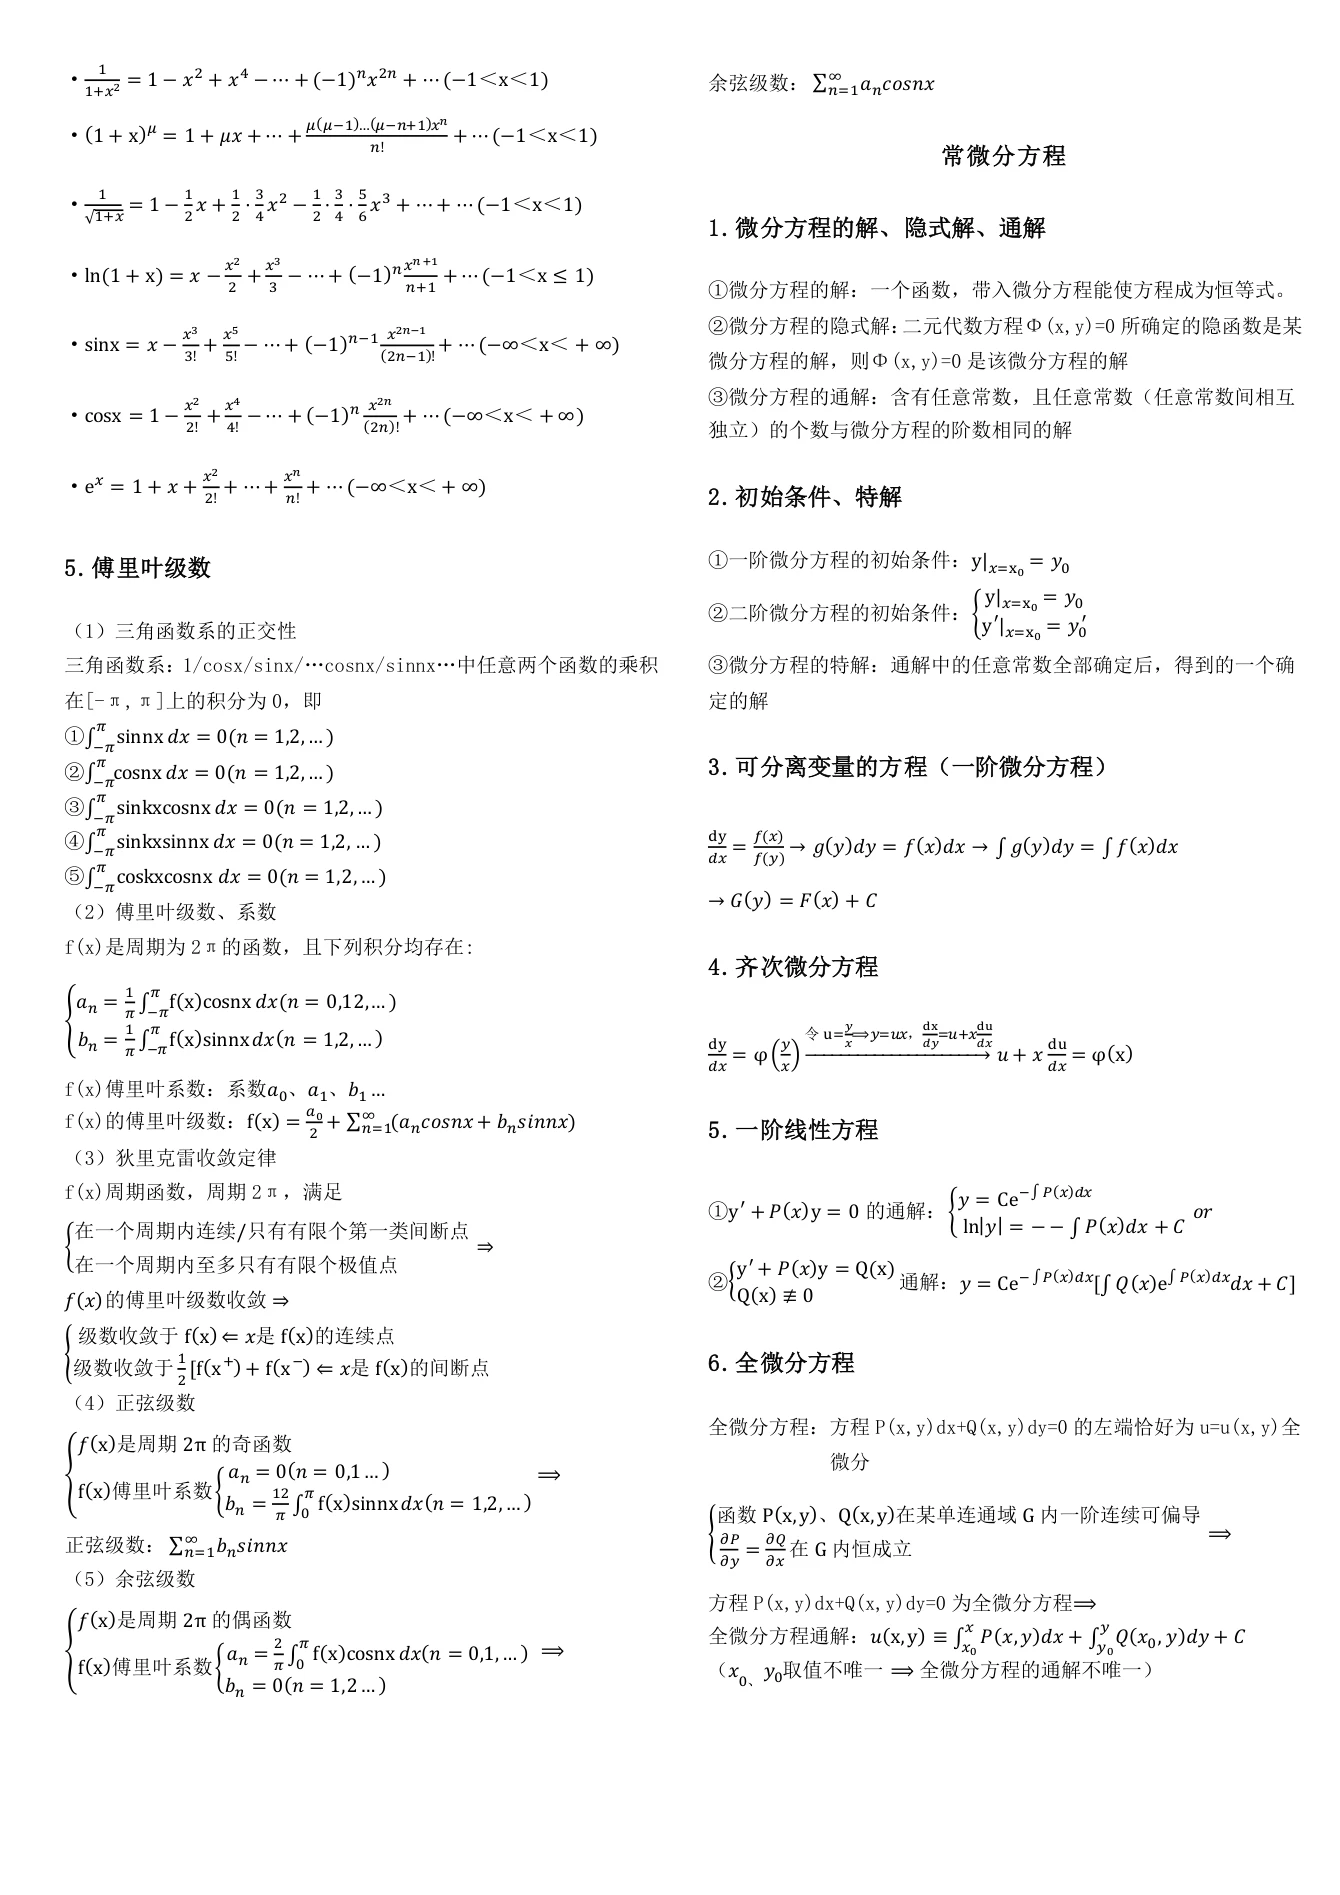 · 1/(1+x²) = 1 − x² + x⁴ − ⋯ + (−1)ⁿx²ⁿ + ⋯ (−1＜x＜1)
· (1 + x)^μ = 1 + μx + ⋯ + μ(μ−1)…(μ−n+1)xⁿ/n! + ⋯ (−1＜x＜1)
· 1/√(1+x) = 1 − 1/2 x + 1/2 · 3/4 x² − 1/2 · 3/4 · 5/6 x³ + ⋯ + ⋯ (−1＜x＜1)
· ln(1 + x) = x − x²/2 + x³/3 − ⋯ + (−1)ⁿ xⁿ⁺¹/(n+1) + ⋯ (−1＜x ≤ 1)
· sinx = x − x³/3! + x⁵/5! − ⋯ + (−1)ⁿ⁻¹ x²ⁿ⁻¹/(2n−1)! + ⋯ (−∞＜x＜ + ∞)
· cosx = 1 − x²/2! + x⁴/4! − ⋯ + (−1)ⁿ x²ⁿ/(2n)! + ⋯ (−∞＜x＜ + ∞)
· eˣ = 1 + x + x²/2! + ⋯ + xⁿ/n! + ⋯ (−∞＜x＜ + ∞)
5.傅里叶级数
（1）三角函数系的正交性
三角函数系：1/cosx/sinx/…cosnx/sinnx…中任意两个函数的乘积
在[-π,π]上的积分为 0，即
①∫_{−π}^{π} sinnx dx = 0(n = 1,2, … )
②∫_{−π}^{π} cosnx dx = 0(n = 1,2, … )
③∫_{−π}^{π} sinkxcosnx dx = 0(n = 1,2, … )
④∫_{−π}^{π} sinkxsinnx dx = 0(n = 1,2, … )
⑤∫_{−π}^{π} coskxcosnx dx = 0(n = 1,2, … )
（2）傅里叶级数、系数
f(x)是周期为 2π的函数，且下列积分均存在:
{a_n = 1/π ∫_{−π}^{π} f(x)cosnx dx(n = 0,12, … )
b_n = 1/π ∫_{−π}^{π} f(x)sinnx dx(n = 1,2, … )
f(x)傅里叶系数：系数a₀、a₁、b₁ …
f(x)的傅里叶级数：f(x) = a₀/2 + ∑_{n=1}^{∞}(a_n cosnx + b_n sinnx)
（3）狄里克雷收敛定律
f(x)周期函数，周期 2π，满足
{在一个周期内连续/只有有限个第一类间断点
在一个周期内至多只有有限个极值点 ⇒
f(x)的傅里叶级数收敛 ⇒
{级数收敛于 f(x) ⇐ x是 f(x)的连续点
级数收敛于 1/2 [f(x⁺) + f(x⁻) ⇐ x是 f(x)的间断点
（4）正弦级数
{f(x)是周期 2π 的奇函数
f(x)傅里叶系数{a_n = 0(n = 0,1 … )
b_n = 12/π ∫_0^π f(x)sinnx dx(n = 1,2, … ) ⟹
正弦级数：∑_{n=1}^{∞} b_n sinnx
（5）余弦级数
{f(x)是周期 2π 的偶函数
f(x)傅里叶系数{a_n = 2/π ∫_0^π f(x)cosnx dx(n = 0,1, … ) ⟹
b_n = 0(n = 1,2 … )
余弦级数：∑_{n=1}^{∞} a_n cosnx
常微分方程
1.微分方程的解、隐式解、通解
①微分方程的解：一个函数，带入微分方程能使方程成为恒等式。
②微分方程的隐式解:二元代数方程Φ(x,y)=0 所确定的隐函数是某
微分方程的解，则Φ(x,y)=0 是该微分方程的解
③微分方程的通解：含有任意常数，且任意常数（任意常数间相互
独立）的个数与微分方程的阶数相同的解
2.初始条件、特解
①一阶微分方程的初始条件：y|_{x=x₀} = y₀
②二阶微分方程的初始条件：{y|_{x=x₀} = y₀
y′|_{x=x₀} = y₀′
③微分方程的特解：通解中的任意常数全部确定后，得到的一个确
定的解
3.可分离变量的方程（一阶微分方程）
dy/dx = f(x)/f(y) → g(y)dy = f(x)dx → ∫ g(y)dy = ∫ f(x)dx
→ G(y) = F(x) + C
4.齐次微分方程
dy/dx = φ(y/x) 令 u=y/x⟹y=ux，dx/dy=u+x du/dx → u + x du/dx = φ(x)
5.一阶线性方程
①y′ + P(x)y = 0 的通解：{y = Ce^{−∫ P(x)dx}
ln|y| = − − ∫ P(x)dx + C or
②{y′ + P(x)y = Q(x)
Q(x) ≢ 0 通解：y = Ce^{−∫ P(x)dx}[∫ Q(x)e^{∫ P(x)dx}dx + C]
6.全微分方程
全微分方程：方程 P(x,y)dx+Q(x,y)dy=0 的左端恰好为 u=u(x,y)全
微分
{函数 P(x,y)、Q(x,y)在某单连通域 G 内一阶连续可偏导
∂P/∂y = ∂Q/∂x 在 G 内恒成立 ⟹
方程 P(x,y)dx+Q(x,y)dy=0 为全微分方程⟹
全微分方程通解：u(x,y) ≡ ∫_{x₀}^{x} P(x,y)dx + ∫_{y₀}^{y} Q(x₀,y)dy + C
（x₀、y₀取值不唯一 ⟹ 全微分方程的通解不唯一）